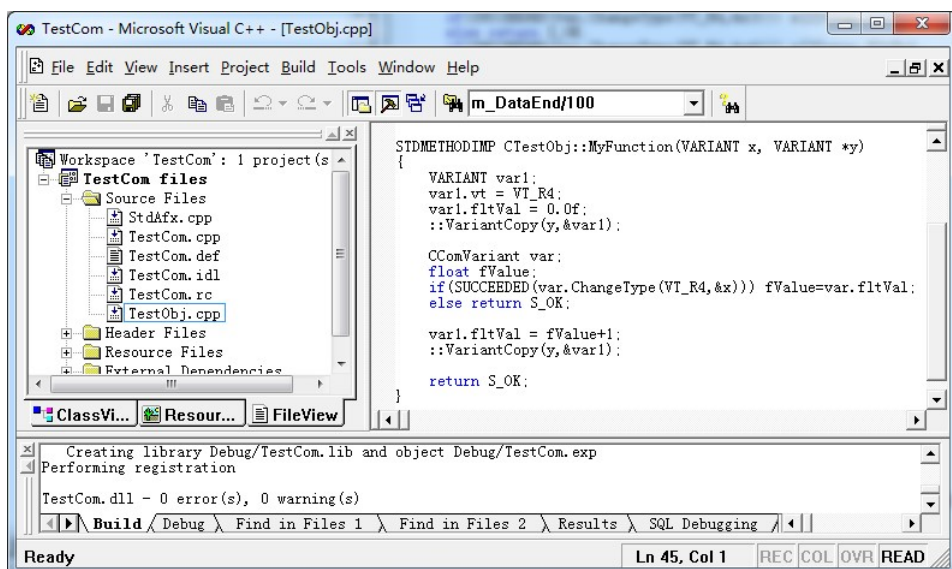 TestCom - Microsoft Visual C++ - [TestObj.cpp]
File Edit View Insert Project Build Tools Window Help
m_DataEnd/100
Workspace 'TestCom': 1 project(s
TestCom files
Source Files
StdAfx.cpp
TestCom.cpp
TestCom.def
TestCom.idl
TestCom.rc
TestObj.cpp
Header Files
Resource Files
External Dependencies
ClassVi...
Resour...
FileView
STDMETHODIMP CTestObj::MyFunction(VARIANT x, VARIANT *y)
{
VARIANT var1;
var1.vt = VT_R4;
var1.fltVal = 0.0f;
::VariantCopy(y,&var1);
CComVariant var;
float fValue;
if(SUCCEEDED(var.ChangeType(VT_R4,&x))) fValue=var.fltVal;
else return S_OK;
var1.fltVal = fValue+1;
::VariantCopy(y,&var1);
return S_OK;
}
Creating library Debug/TestCom.lib and object Debug/TestCom.exp
Performing registration
TestCom.dll - 0 error(s), 0 warning(s)
Build Debug Find in Files 1 Find in Files 2 Results SQL Debugging
Ready
Ln 45, Col 1 REC COL OVR READ